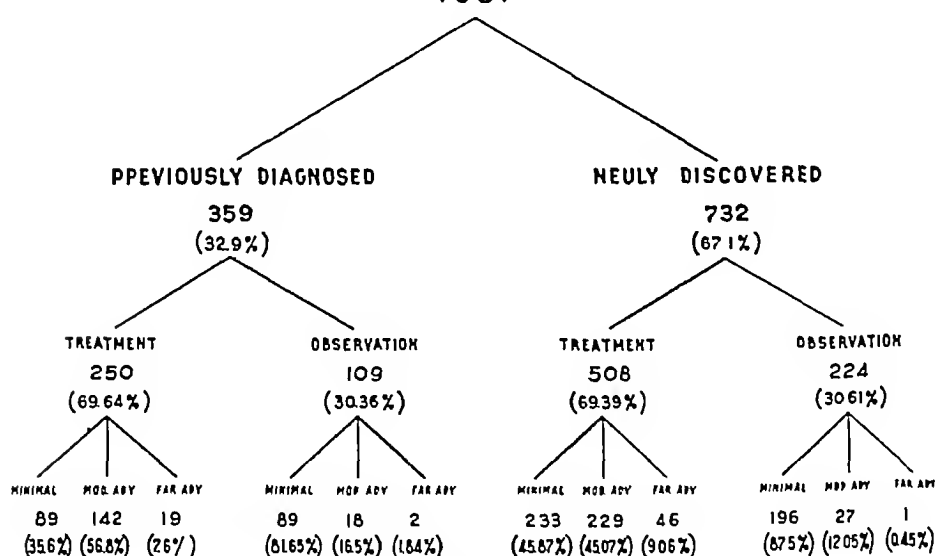 PPEVIOUSLY DIAGNOSED
359
(32.9%)
NEULY DISCOVERED
732
(67.1%)
TREATMENT
250
(69.64%)
OBSERVATION
109
(30.36%)
TREATMENT
508
(69.39%)
OBSERVATION
224
(30.61%)
MINIMAL MOD. ADV FAR ADV
89 142 19
(35.6%) (56.8%) (7.6%)
MINIMAL MOD ADV FAR ADV
89 18 2
(81.65%) (16.5%) (1.84%)
MINIMAL MOD. ADV FAR ADV
233 229 46
(45.87%) (45.07%) (9.06%)
MINIMAL MOD ADV FAR ADV
196 27 1
(87.5%) (12.05%) (0.45%)